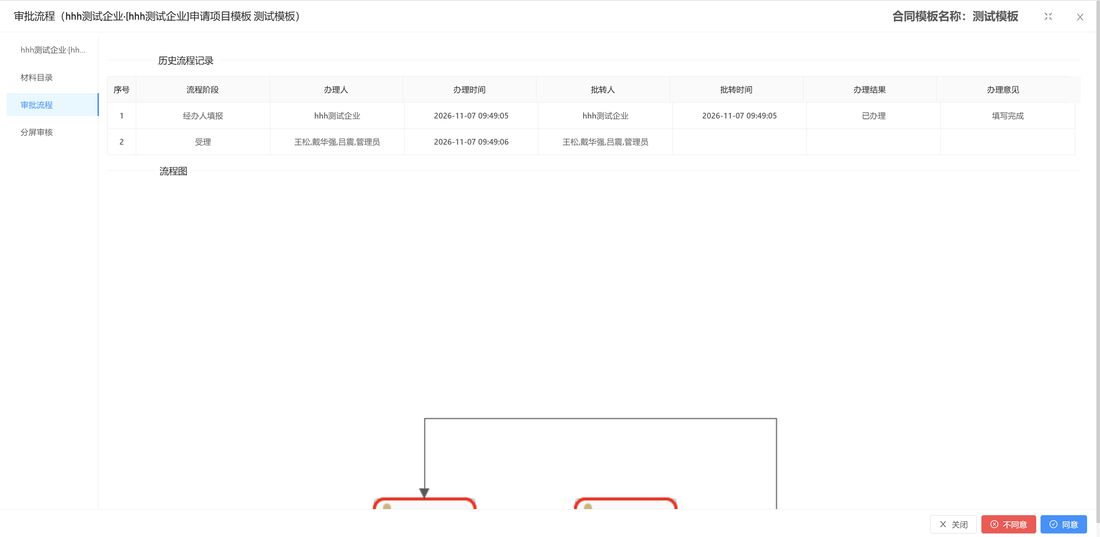 审批流程（hhh测试企业·[hhh测试企业]申请项目模板 测试模板） 合同模板名称：测试模板
hhh测试企业·[hh...
材料目录
审批流程
分屏审核
历史流程记录
序号 流程阶段 办理人 办理时间 批转人 批转时间 办理结果 办理意见
1 经办人填报 hhh测试企业 2026-11-07 09:49:05 hhh测试企业 2026-11-07 09:49:05 已办理 填写完成
2 受理 王松,戴华强,吕震,管理员 2026-11-07 09:49:06 王松,戴华强,吕震,管理员
流程图
关闭 不同意 同意